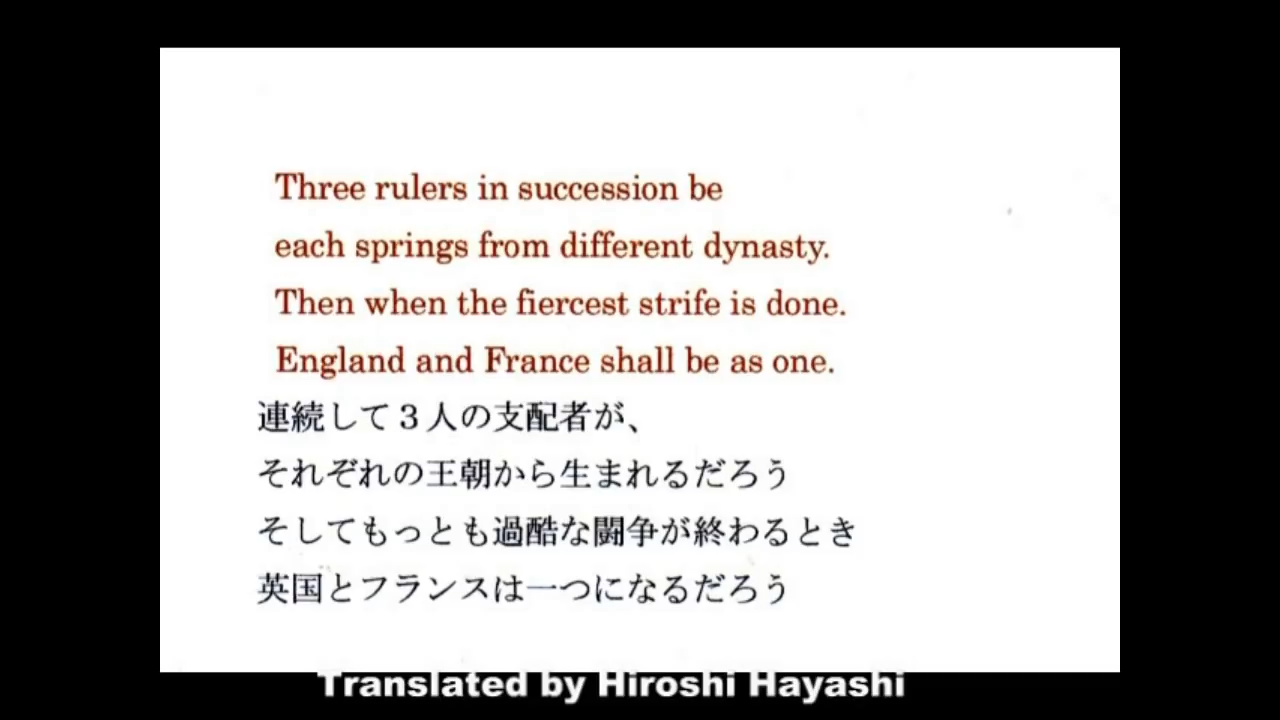 Three rulers in succession be
each springs from different dynasty.
Then when the fiercest strife is done.
England and France shall be as one.
連続して３人の支配者が、
それぞれの王朝から生まれるだろう
そしてもっとも過酷な闘争が終わるとき
英国とフランスは一つになるだろう
Translated by Hiroshi Hayashi